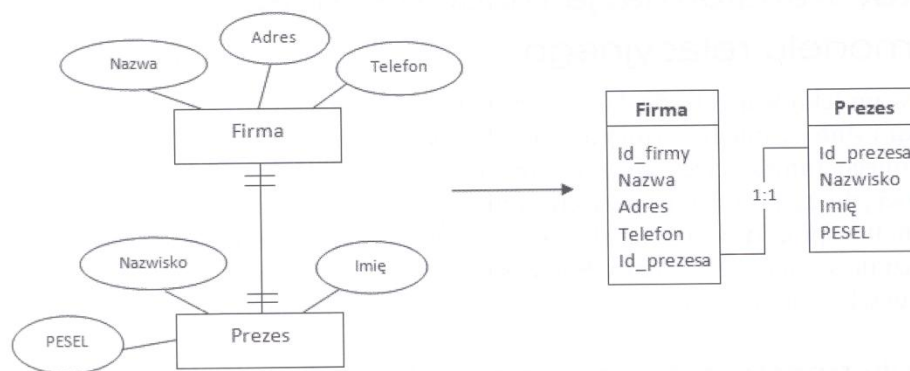 Adres
Nazwa
Telefon
Firma
Nazwisko
Imię
PESEL
Prezes
Firma
Id_firmy
Nazwa
Adres
Telefon
Id_prezesa
1:1
Prezes
Id_prezesa
Nazwisko
Imię
PESEL